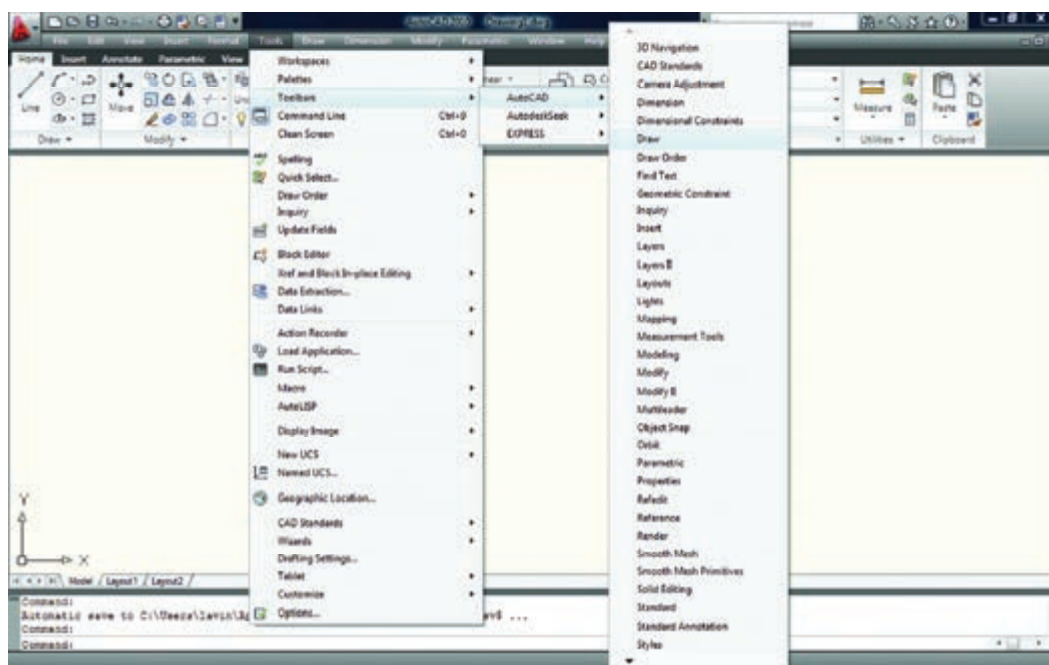 AutoCAD 2010 Drawing1.dwg
File Edit View Insert Format Tools Draw Dimension Modify Parametric Window Help
Home Insert Annotate Parametric View
Line
Move
Measure
Paste
Draw
Modify
Utilities
Clipboard
Workspaces
Palettes
Toolbars
Command Line Ctrl+9
Clean Screen Ctrl+0
Spelling
Quick Select...
Draw Order
Inquiry
Update Fields
Block Editor
Xref and Block In-place Editing
Data Extraction...
Data Links
Action Recorder
Load Application...
Run Script...
Macro
AutoLISP
Display Image
New UCS
Named UCS...
Geographic Location...
CAD Standards
Wizards
Drafting Settings...
Tablet
Customize
Options...
AutoCAD
AutodeskSeek
EXPRESS
3D Navigation
CAD Standards
Camera Adjustment
Dimension
Dimensional Constraints
Draw
Draw Order
Find Text
Geometric Constraint
Inquiry
Insert
Layers
Layers II
Layouts
Lights
Mapping
Measurement Tools
Modeling
Modify
Modify II
Multileader
Object Snap
Orbit
Parametric
Properties
Refedit
Reference
Render
Smooth Mesh
Smooth Mesh Primitives
Solid Editing
Standard
Standard Annotation
Styles
Y
X
Model Layout1 Layout2
Command:
Automatic save to C:\Users\lavin\Ap
sv$ ...
Command:
Command: